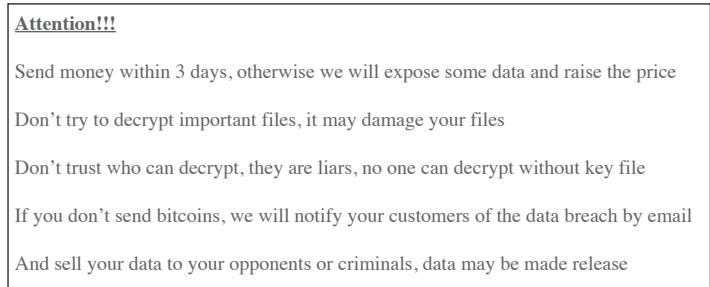 Attention!!!
Send money within 3 days, otherwise we will expose some data and raise the price
Don’t try to decrypt important files, it may damage your files
Don’t trust who can decrypt, they are liars, no one can decrypt without key file
If you don’t send bitcoins, we will notify your customers of the data breach by email
And sell your data to your opponents or criminals, data may be made release